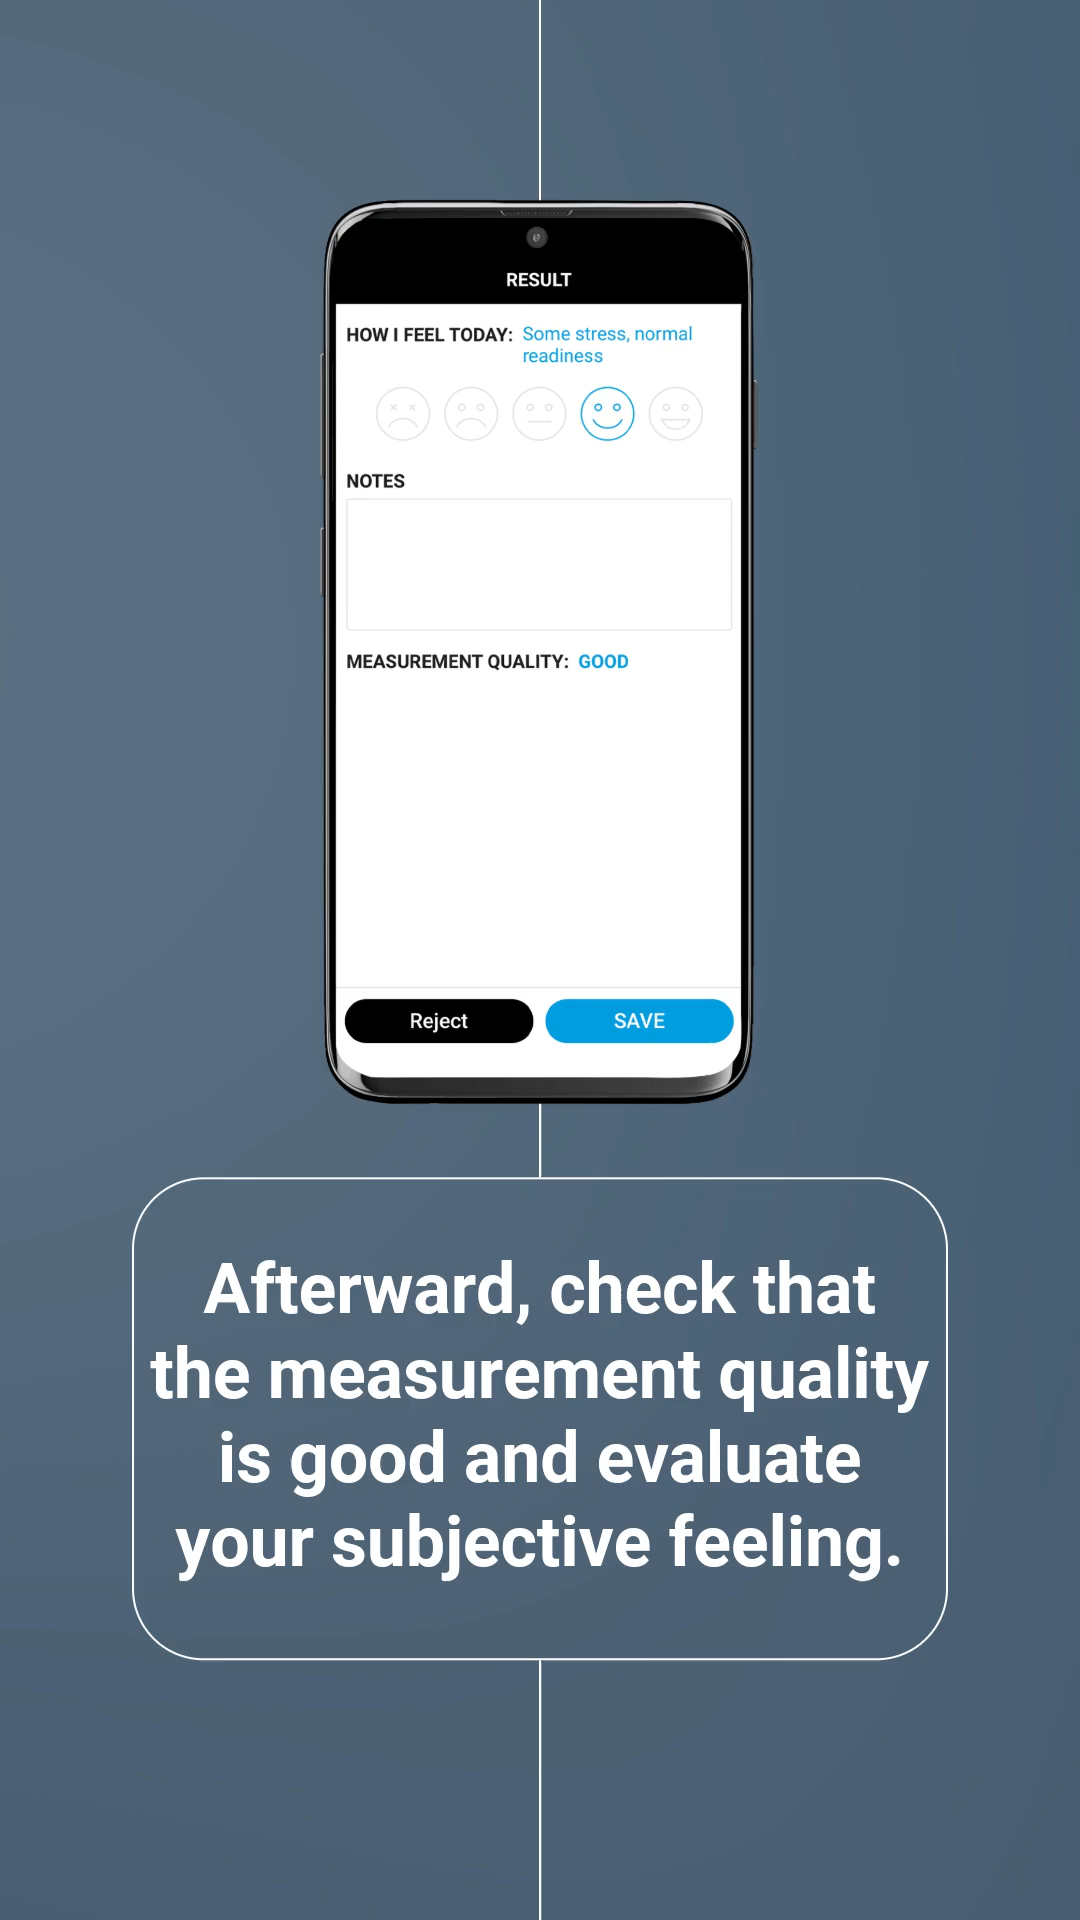 RESULT
HOW I FEEL TODAY: Some stress, normal
readiness
NOTES
MEASUREMENT QUALITY: GOOD
Reject SAVE
Afterward, check that
the measurement quality
is good and evaluate
your subjective feeling.